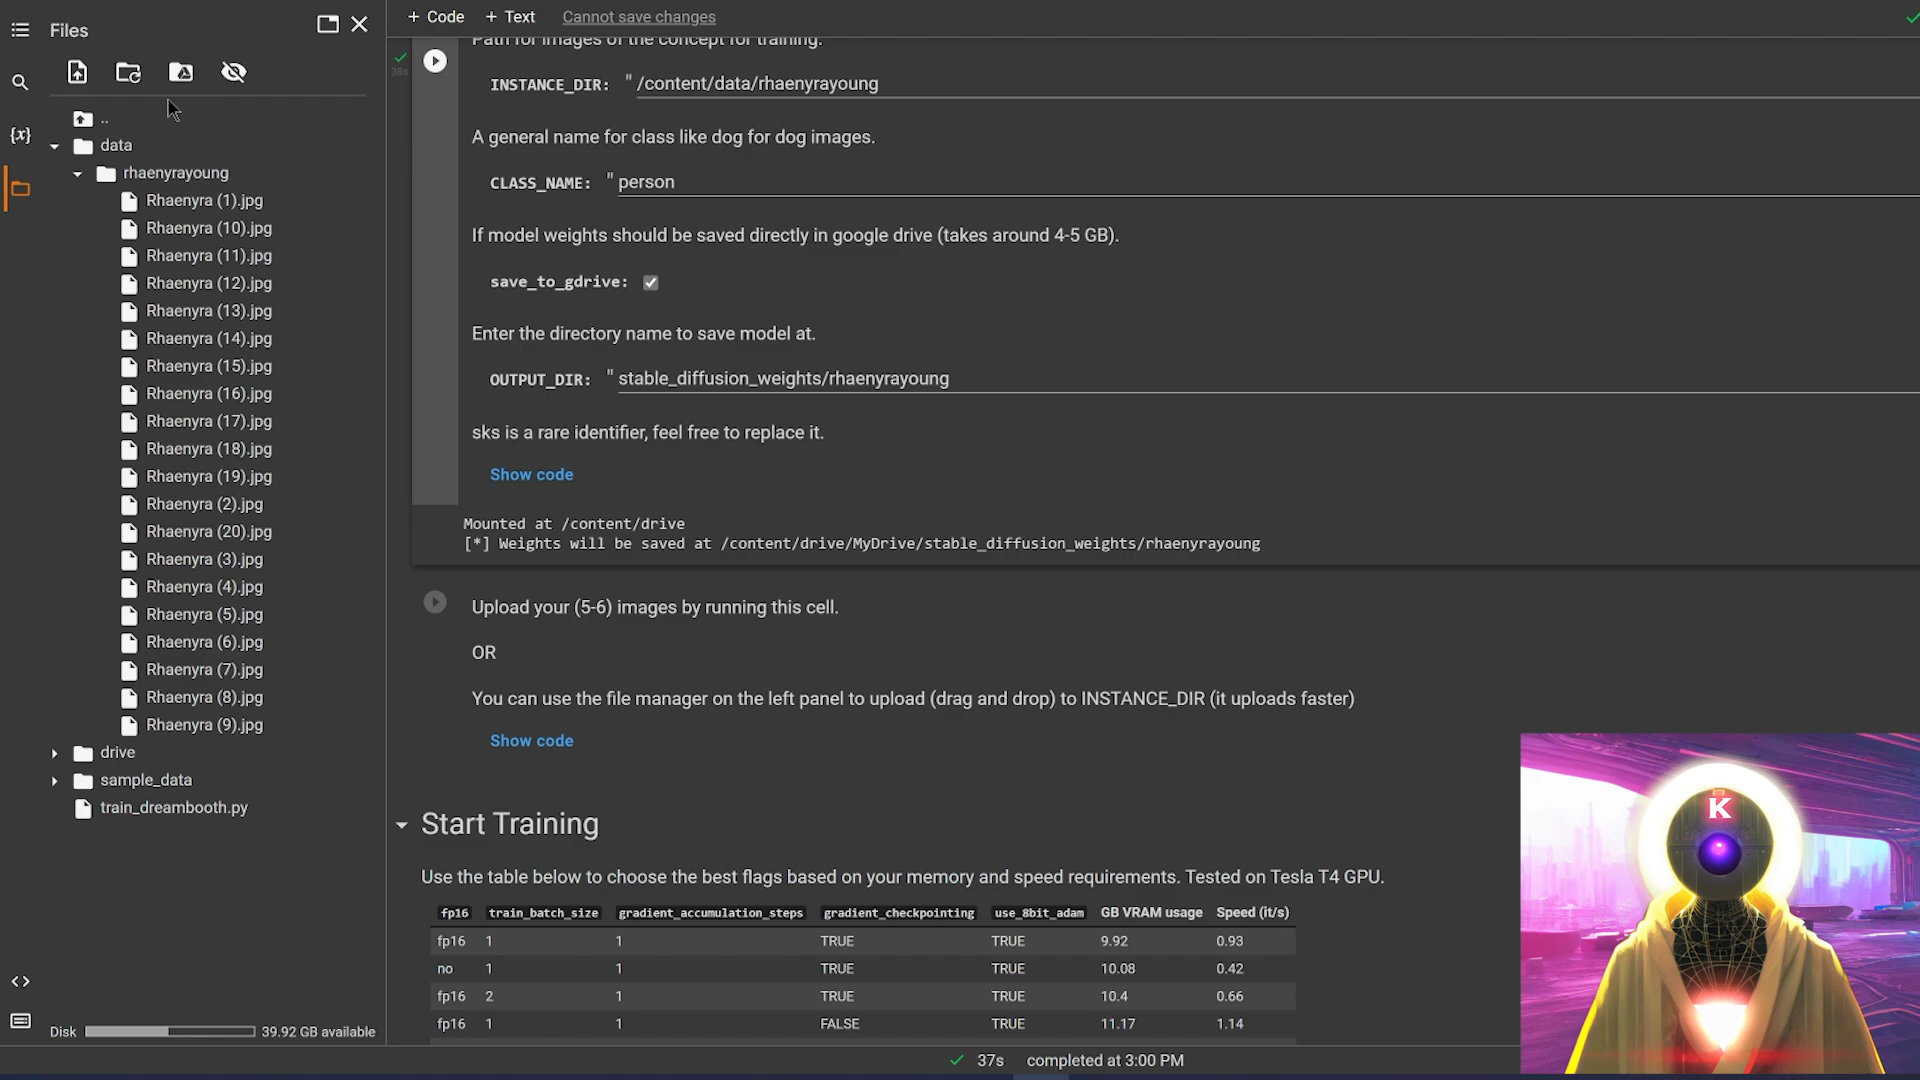 Files
+ Code + Text Cannot save changes
Path for images of the concept for training.
38s
INSTANCE_DIR: " /content/data/rhaenyrayoung
A general name for class like dog for dog images.
CLASS_NAME: " person
If model weights should be saved directly in google drive (takes around 4-5 GB).
save_to_gdrive:
Enter the directory name to save model at.
OUTPUT_DIR: " stable_diffusion_weights/rhaenyrayoung
sks is a rare identifier, feel free to replace it.
Show code
Mounted at /content/drive
[*] Weights will be saved at /content/drive/MyDrive/stable_diffusion_weights/rhaenyrayoung
Upload your (5-6) images by running this cell.
OR
You can use the file manager on the left panel to upload (drag and drop) to INSTANCE_DIR (it uploads faster)
Show code
Start Training
Use the table below to choose the best flags based on your memory and speed requirements. Tested on Tesla T4 GPU.
fp16 train_batch_size gradient_accumulation_steps gradient_checkpointing use_8bit_adam GB VRAM usage Speed (it/s)
fp16 1 1 TRUE TRUE 9.92 0.93
no 1 1 TRUE TRUE 10.08 0.42
fp16 2 1 TRUE TRUE 10.4 0.66
fp16 1 1 FALSE TRUE 11.17 1.14
{x}
..
data
rhaenyrayoung
Rhaenyra (1).jpg
Rhaenyra (10).jpg
Rhaenyra (11).jpg
Rhaenyra (12).jpg
Rhaenyra (13).jpg
Rhaenyra (14).jpg
Rhaenyra (15).jpg
Rhaenyra (16).jpg
Rhaenyra (17).jpg
Rhaenyra (18).jpg
Rhaenyra (19).jpg
Rhaenyra (2).jpg
Rhaenyra (20).jpg
Rhaenyra (3).jpg
Rhaenyra (4).jpg
Rhaenyra (5).jpg
Rhaenyra (6).jpg
Rhaenyra (7).jpg
Rhaenyra (8).jpg
Rhaenyra (9).jpg
drive
sample_data
train_dreambooth.py
Disk 39.92 GB available
37s completed at 3:00 PM
K